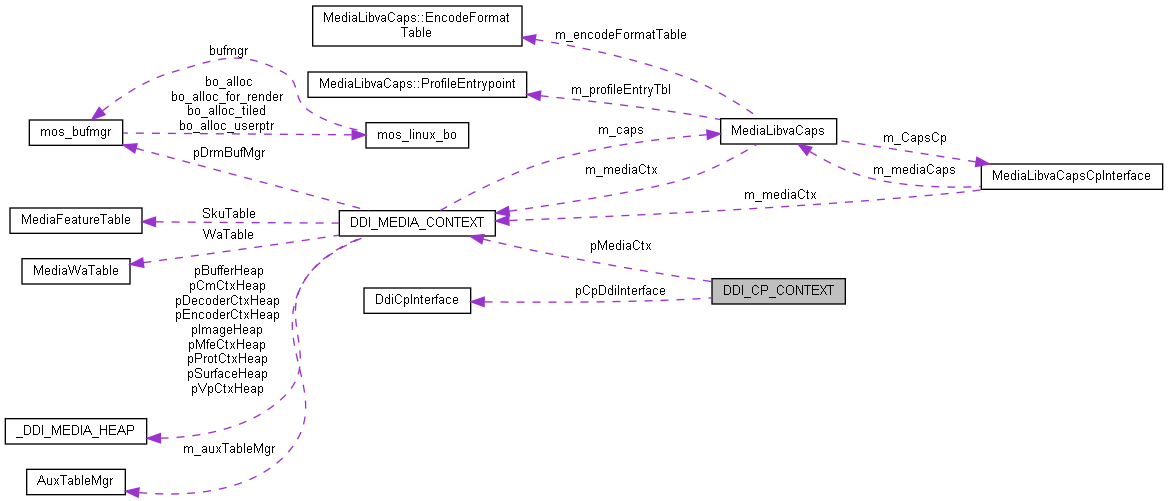 MediaLibvaCaps::EncodeFormat
Table
m_encodeFormatTable
bufmgr
MediaLibvaCaps::ProfileEntrypoint
m_profileEntryTbl
bo_alloc
bo_alloc_for_render
bo_alloc_tiled
bo_alloc_userptr
mos_bufmgr
mos_linux_bo
m_caps
MediaLibvaCaps
m_CapsCp
pDrmBufMgr
m_mediaCtx
m_mediaCaps
MediaLibvaCapsCpInterface
m_mediaCtx
MediaFeatureTable
SkuTable
DDI_MEDIA_CONTEXT
WaTable
pMediaCtx
MediaWaTable
pBufferHeap
pCmCtxHeap
pDecoderCtxHeap
pEncoderCtxHeap
pImageHeap
pMfeCtxHeap
pProtCtxHeap
pSurfaceHeap
pVpCtxHeap
DdiCpInterface
pCpDdiInterface
DDI_CP_CONTEXT
_DDI_MEDIA_HEAP
m_auxTableMgr
AuxTableMgr